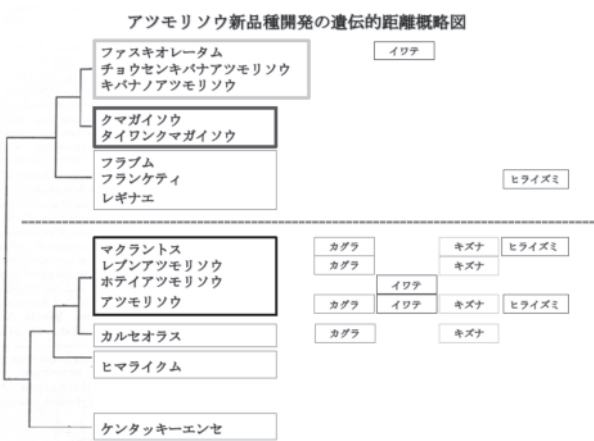 アツモリソウ新品種開発の遺伝的距離概略図
ファスキオレータム イワテ
チョウセンキバナアツモリソウ
キバナノアツモリソウ
クマガイソウ
タイワンクマガイソウ
フラブム
フランケティ ヒライズミ
レギナエ
マクラントス カグラ キズナ ヒライズミ
レブンアツモリソウ カグラ キズナ
ホテイアツモリソウ イワテ
アツモリソウ カグラ イワテ キズナ ヒライズミ
カルセオラス カグラ キズナ
ヒマライクム
ケンタッキーエンセ